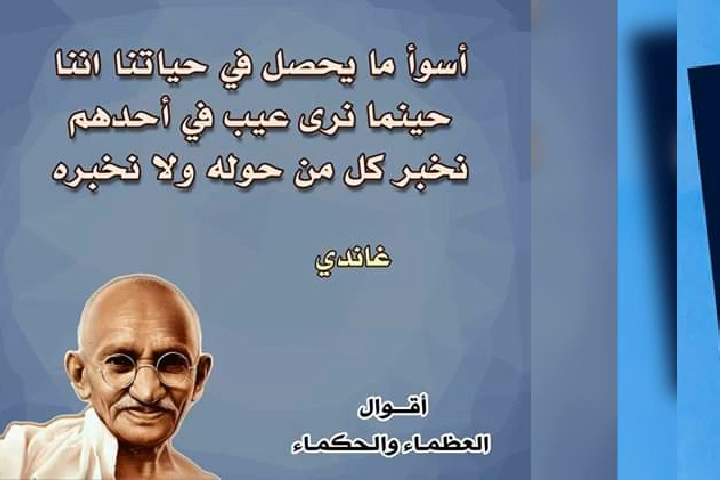 أسوأ ما يحصل في حياتنا اننا
حينما نرى عيب في أحدهم
نخبر كل من حوله ولا نخبره
غاندي
أقـوال
العظماء والحكماء